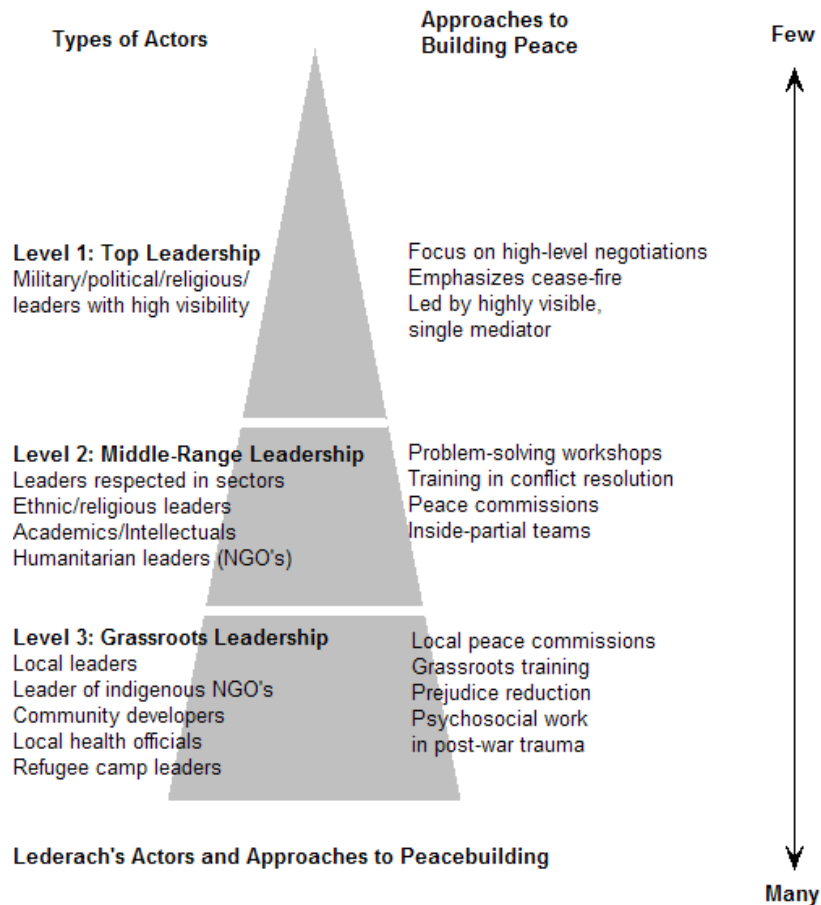 Types of Actors
Approaches to
Building Peace
Few
Level 1: Top Leadership
Military/political/religious/
leaders with high visibility
Focus on high-level negotiations
Emphasizes cease-fire
Led by highly visible,
single mediator
Level 2: Middle-Range Leadership
Leaders respected in sectors
Ethnic/religious leaders
Academics/Intellectuals
Humanitarian leaders (NGO's)
Problem-solving workshops
Training in conflict resolution
Peace commissions
Inside-partial teams
Level 3: Grassroots Leadership
Local leaders
Leader of indigenous NGO's
Community developers
Local health officials
Refugee camp leaders
Local peace commissions
Grassroots training
Prejudice reduction
Psychosocial work
in post-war trauma
Lederach's Actors and Approaches to Peacebuilding
Many